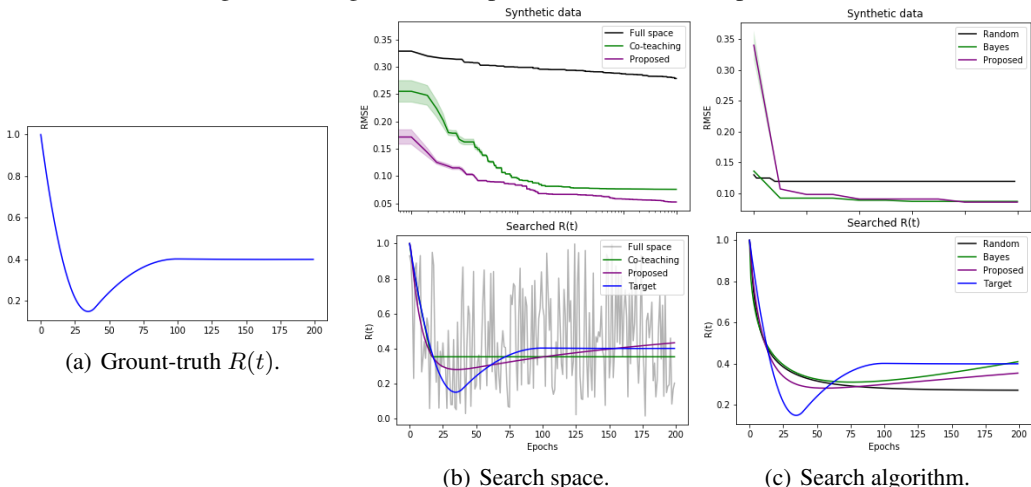 Synthetic data
0.35
0.30
0.25
0.20
0.15
0.10
0.05
RMSE
Full space
Co-teaching
Proposed
Synthetic data
0.35
0.30
0.25
0.20
0.15
0.10
RMSE
Random
Bayes
Proposed
1.0
0.8
0.6
0.4
0.2
0 25 50 75 100 125 150 175 200
(a) Grount-truth R(t).
Searched R(t)
1.0
0.8
0.6
0.4
0.2
0.0
R(t)
Full space
Co-teaching
Proposed
Target
0 25 50 75 100 125 150 175 200
Epochs
(b) Search space.
Searched R(t)
1.0
0.8
0.6
0.4
0.2
R(t)
Random
Bayes
Proposed
Target
0 25 50 75 100 125 150 175 200
Epochs
(c) Search algorithm.